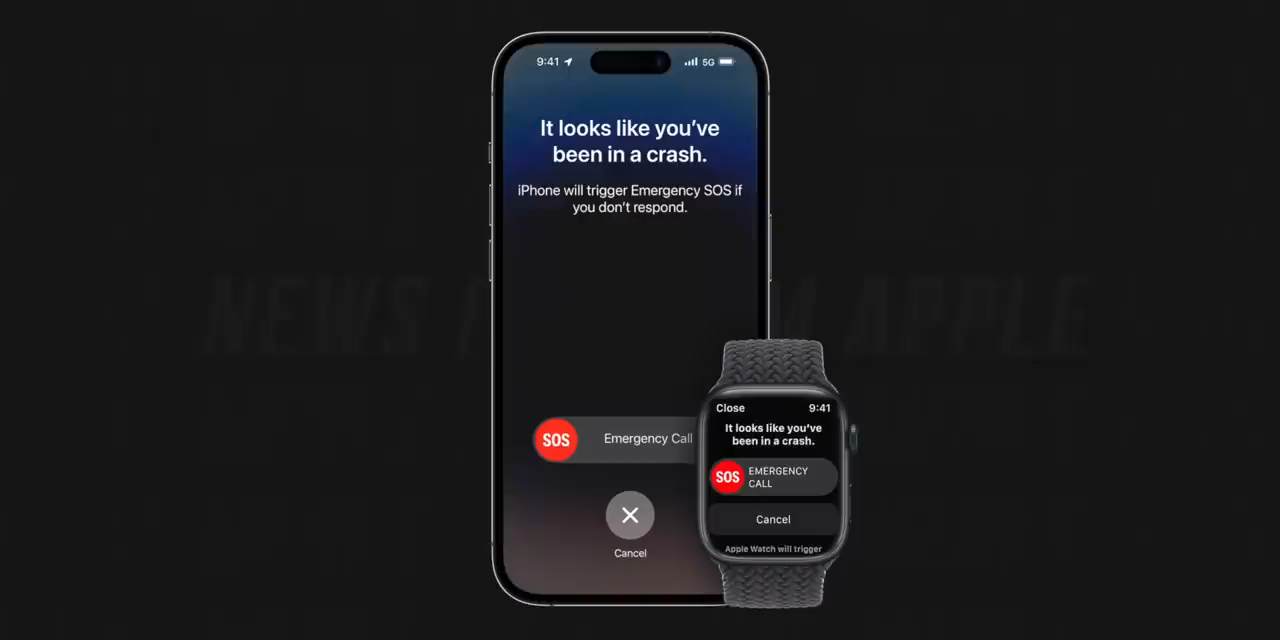 9:41
5G
It looks like you've
been in a crash.
iPhone will trigger Emergency SOS if
you don't respond.
SOS
Emergency Call
Cancel
Close
9:41
It looks like you've
been in a crash.
SOS
EMERGENCY
CALL
Cancel
Apple Watch will trigger
NEWS
APPLE